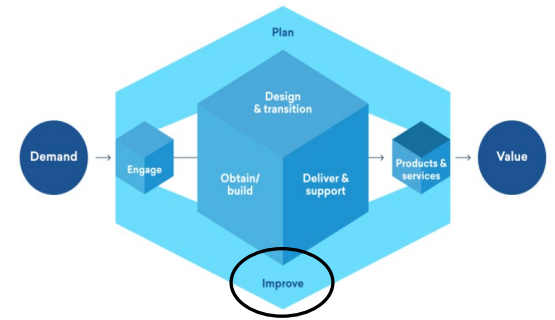 Plan
Design
& transition
Demand
Engage
Obtain/
build
Deliver &
support
Products &
services
Value
Improve